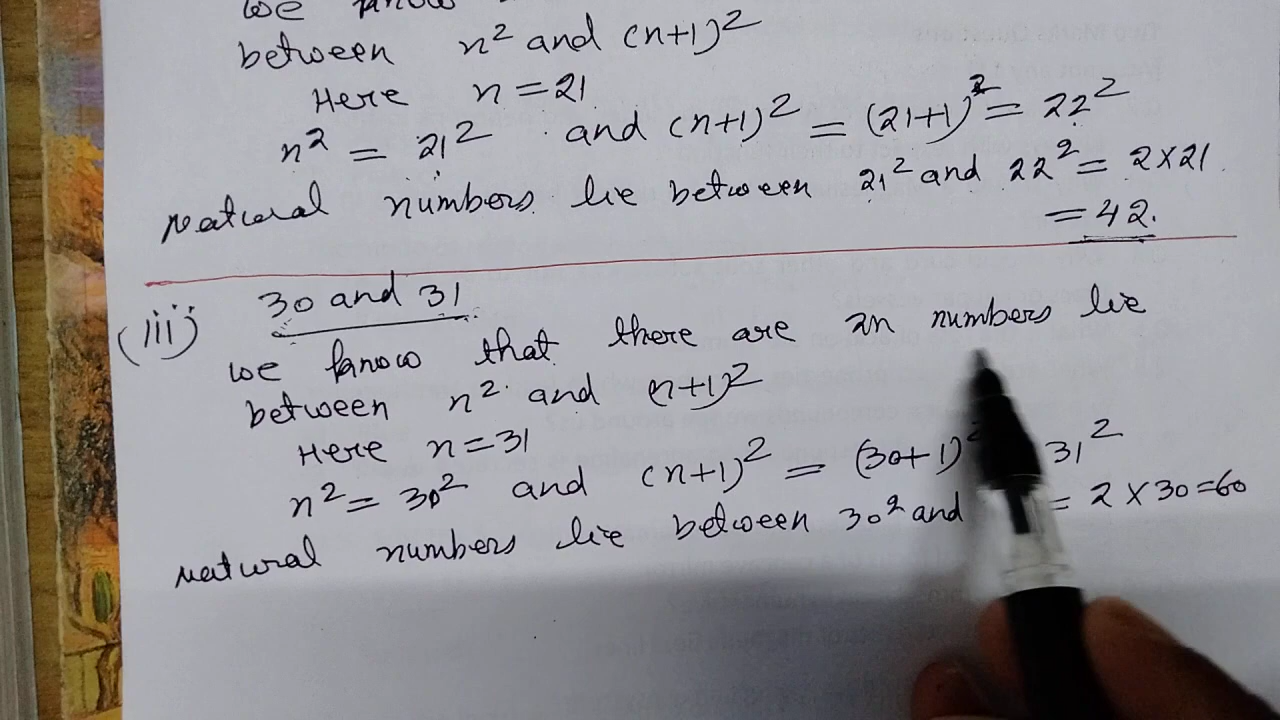 we know
between n² and (n+1)²
Here n = 21
n² = 21² and (n+1)² = (21+1)² = 22²
Natural numbers lie between 21² and 22² = 2×21
= 42.
(iii) 30 and 31
we know that there are 2n numbers lie
between n² and (n+1)²
Here n = 31
n² = 30² and (n+1)² = (30+1)² 31²
Natural numbers lie between 30² and = 2×30=60